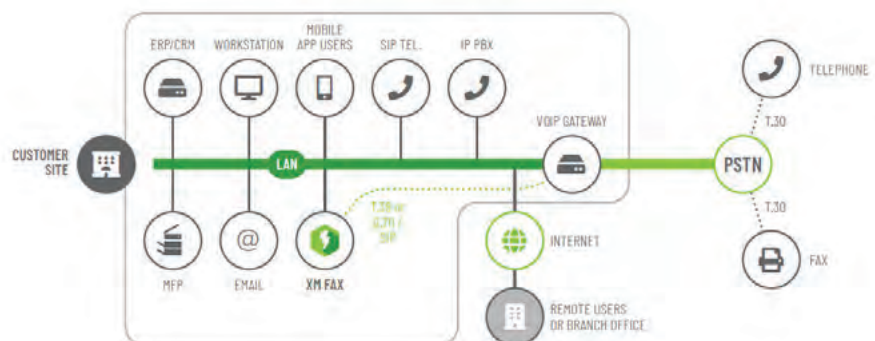 ERP/CRM
WORKSTATION
MOBILE
APP USERS
SIP TEL.
IP PBX
TELEPHONE
VOIP GATEWAY
T.30
CUSTOMER
SITE
LAN
PSTN
T.38 or
G.711 /
SIP
T.30
INTERNET
FAX
MFP
@
EMAIL
XM FAX
REMOTE USERS
OR BRANCH OFFICE